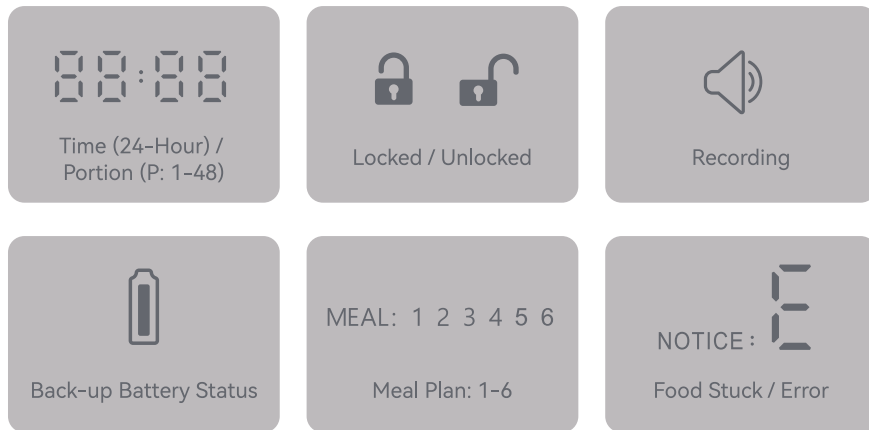 88:88
Time (24-Hour) /
Portion (P: 1-48)
Locked / Unlocked
Recording
Back-up Battery Status
MEAL: 1 2 3 4 5 6
Meal Plan: 1-6
NOTICE: E
Food Stuck / Error